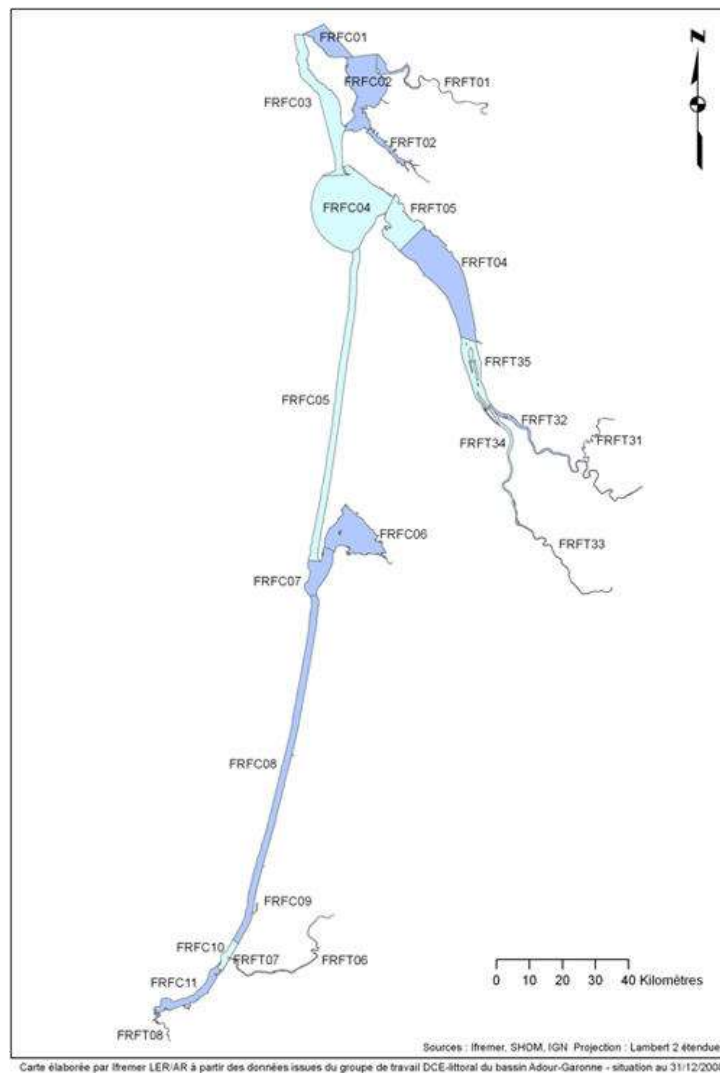 N
FRFC01
FRFC02
FRFT01
FRFC03
FRFT02
FRFC04
FRFT05
FRFT04
FRFT35
FRFC05
FRFT32
FRFT31
FRFT34
FRFC06
FRFT33
FRFC07
FRFC08
FRFC09
FRFC10
FRFT07
FRFT06
FRFC11
0 10 20 30 40 Kilomètres
FRFT08
Sources : Ifremer, SHOM, IGN Projection : Lambert 2 étendue
Carte élaborée par Ifremer LER/AR à partir des données issues du groupe de travail DCE-littoral du bassin Adour-Garonne - situation au